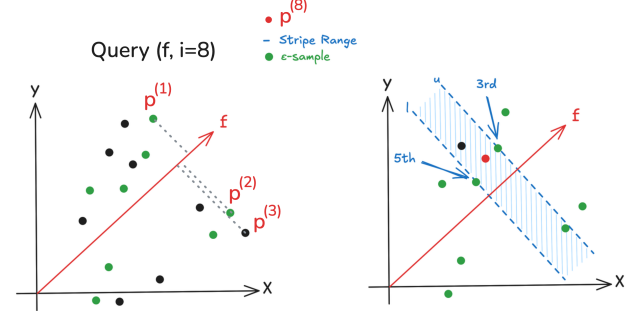 p(8)
Stripe Range
ε-sample
Query (f, i=8)
y
p(1)
f
p(2)
p(3)
X
y
u
l
3rd
f
5th
X